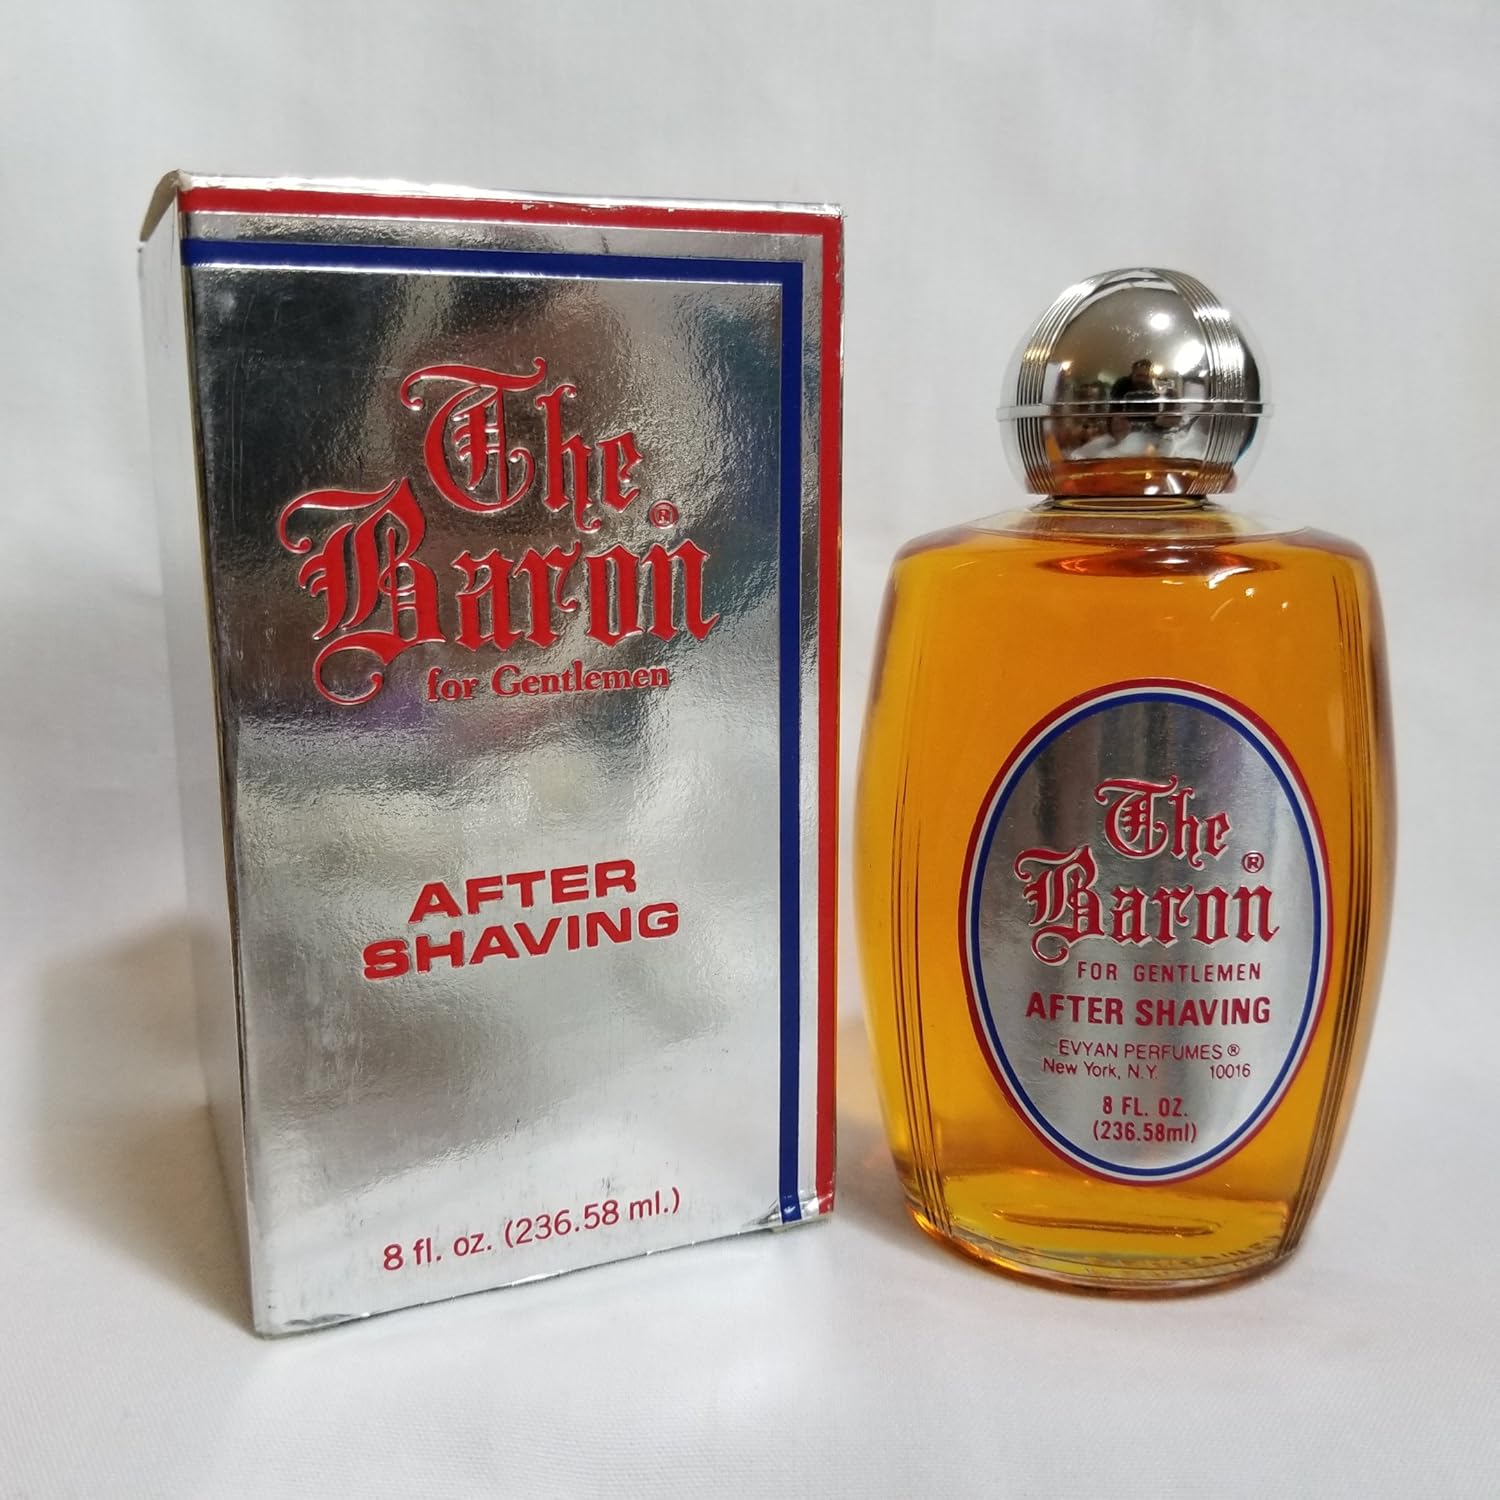 The
Baron®
for Gentlemen
AFTER
SHAVING
8 fl. oz. (236.58 ml.)
The
Baron®
FOR GENTLEMEN
AFTER SHAVING
EVYAN PERFUMES ®
New York, N.Y. 10016
8 FL. OZ.
(236.58ml)